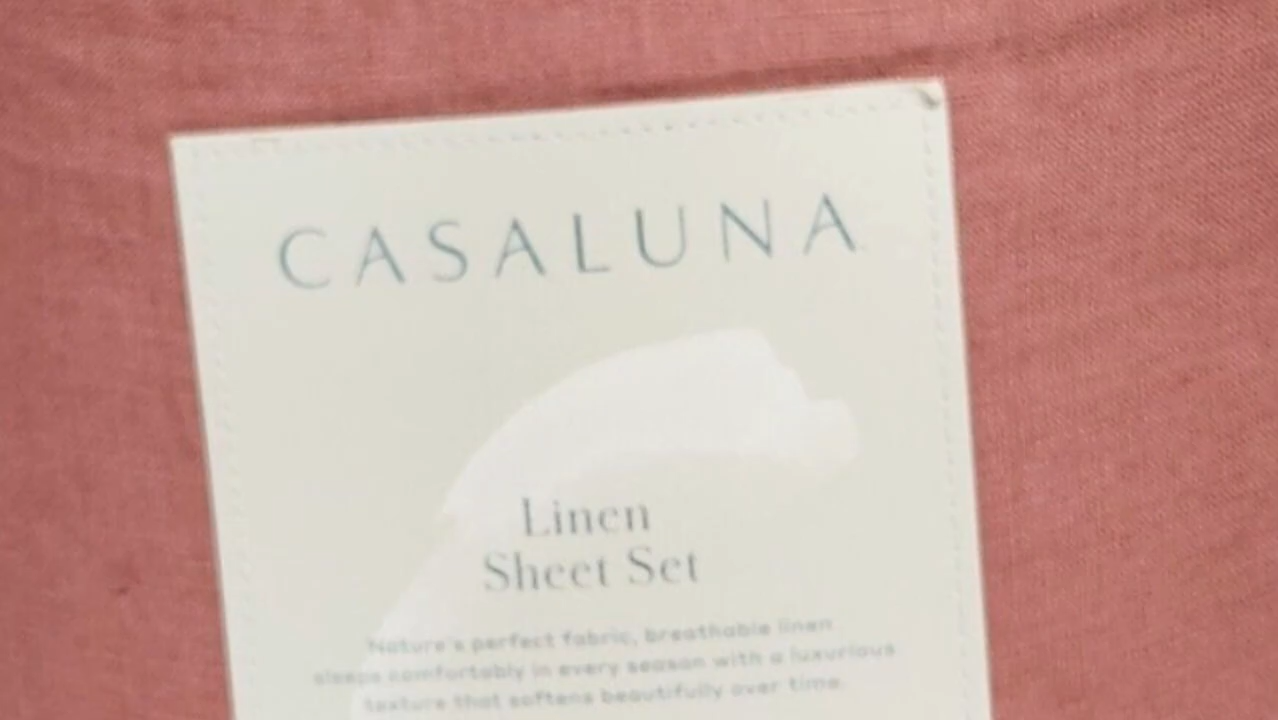 CASALUNA
Linen
Sheet Set
Nature's perfect fabric, breathable linen
sleeps comfortably in every season with a luxurious
texture that softens beautifully over time.